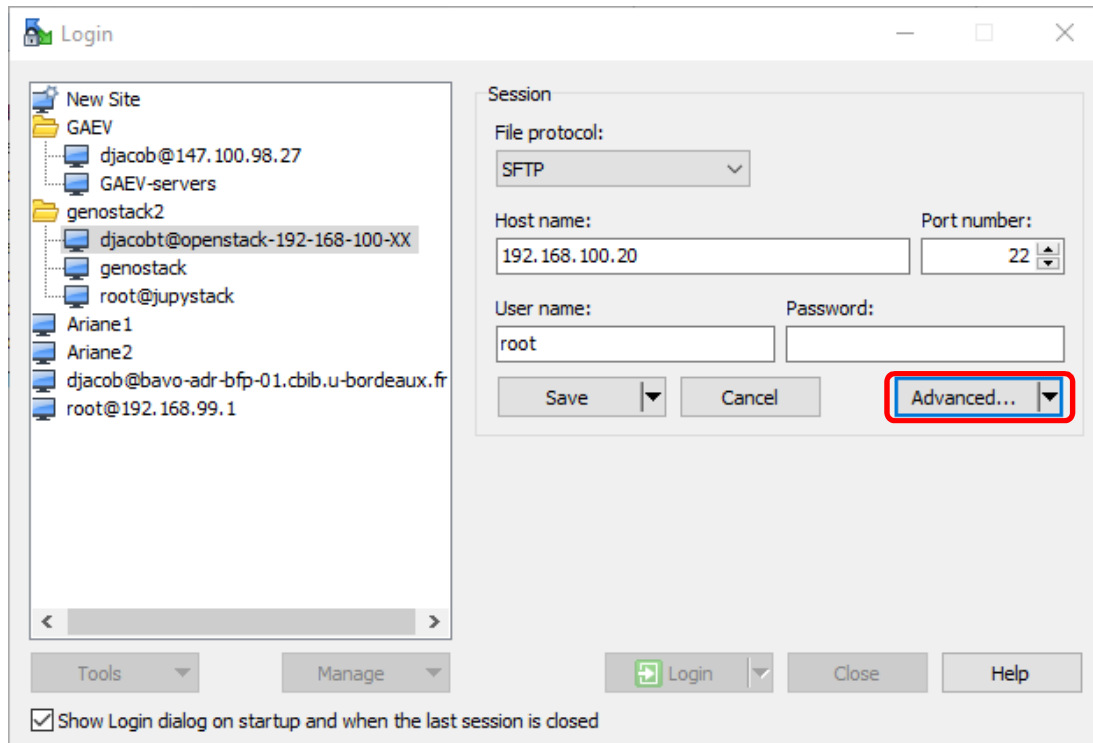 Login
New Site
GAEV
djacob@147.100.98.27
GAEV-servers
genostack2
djacobt@openstack-192-168-100-XX
genostack
root@jupystack
Ariane1
Ariane2
djacob@bavo-adr-bfp-01.cbib.u-bordeaux.fr
root@192.168.99.1
Session
File protocol:
SFTP
Host name:
Port number:
192.168.100.20
22
User name:
Password:
root
Save
Cancel
Advanced...
Tools
Manage
Login
Close
Help
Show Login dialog on startup and when the last session is closed